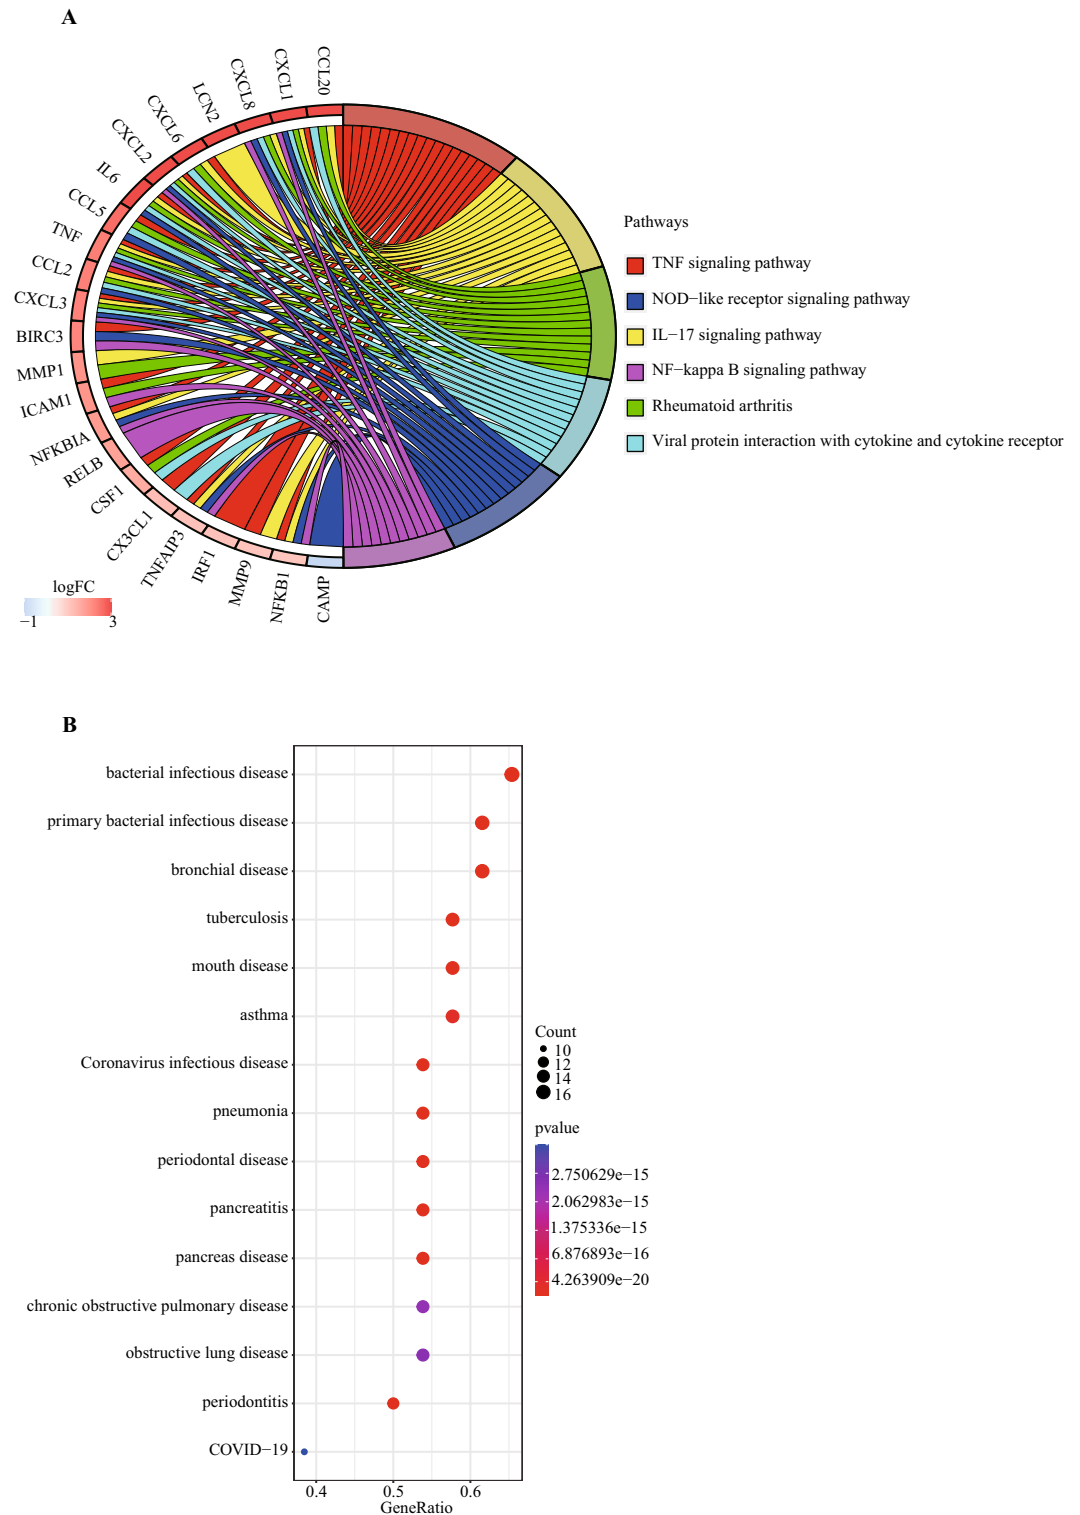 A
CCL20
CXCL1
CXCL8
LCN2
CXCL6
CXCL2
IL6
CCL5
TNF
CCL2
CXCL3
BIRC3
MMP1
ICAM1
NFKBIA
RELB
CSF1
CX3CL1
TNFAIP3
IRF1
MMP9
NFKB1
CAMP
Pathways
TNF signaling pathway
NOD−like receptor signaling pathway
IL−17 signaling pathway
NF−kappa B signaling pathway
Rheumatoid arthritis
Viral protein interaction with cytokine and cytokine receptor
logFC
−1 3
B
bacterial infectious disease
primary bacterial infectious disease
bronchial disease
tuberculosis
mouth disease
asthma
Coronavirus infectious disease
pneumonia
periodontal disease
pancreatitis
pancreas disease
chronic obstructive pulmonary disease
obstructive lung disease
periodontitis
COVID−19
0.4 0.5 0.6
GeneRatio
Count
10
12
14
16
pvalue
2.750629e−15
2.062983e−15
1.375336e−15
6.876893e−16
4.263909e−20